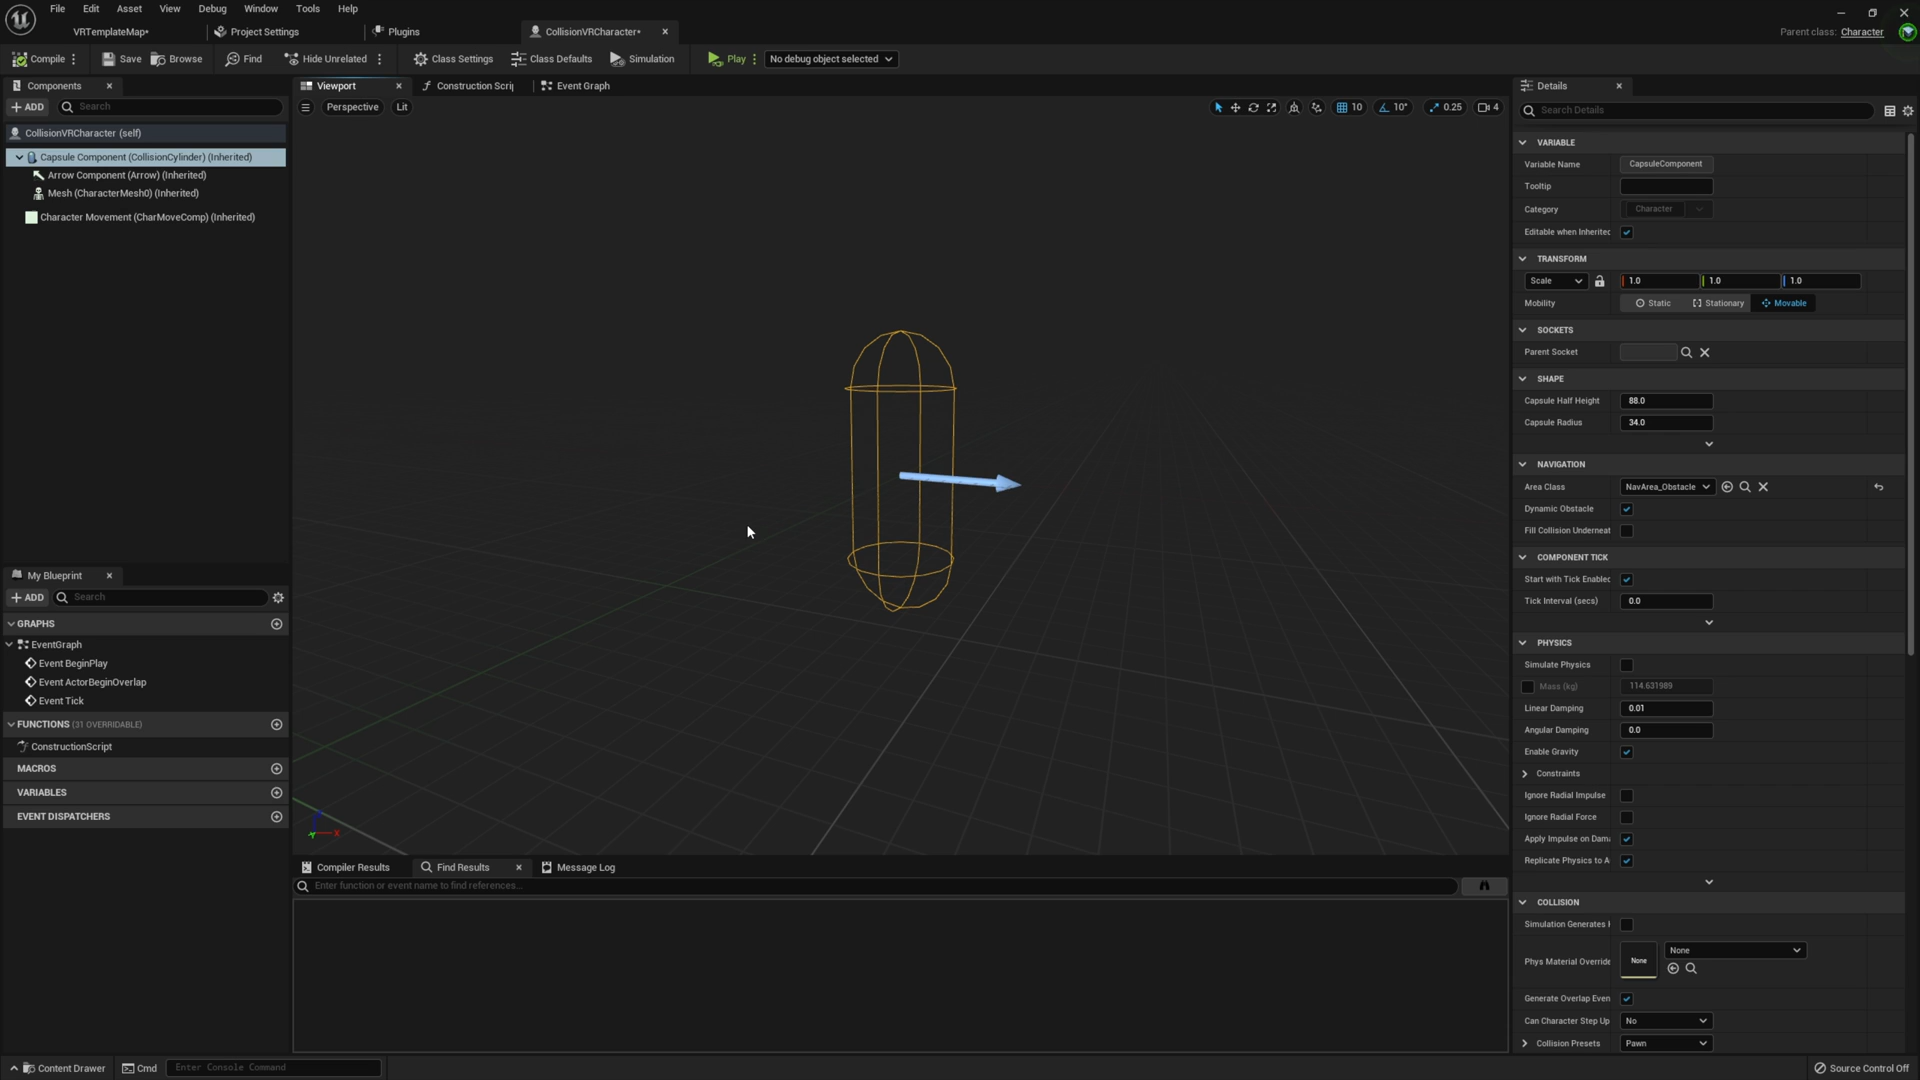 File Edit Asset View Debug Window Tools Help
VRTemplateMap* Project Settings Plugins CollisionVRCharacter*
Parent class: Character
Compile Save Browse Find Hide Unrelated Class Settings Class Defaults Simulation Play No debug object selected
Components
ADD Search
CollisionVRCharacter (self)
Capsule Component (CollisionCylinder) (Inherited)
Arrow Component (Arrow) (Inherited)
Mesh (CharacterMesh0) (Inherited)
Character Movement (CharMoveComp) (Inherited)
My Blueprint
ADD Search
GRAPHS
EventGraph
Event BeginPlay
Event ActorBeginOverlap
Event Tick
FUNCTIONS (31 OVERRIDABLE)
ConstructionScript
MACROS
VARIABLES
EVENT DISPATCHERS
Viewport Construction Scrip Event Graph
Perspective Lit 10 10° 0.25 4
X
Compiler Results Find Results Message Log
Enter function or event name to find references...
Details
Search Details
VARIABLE
Variable Name CapsuleComponent
Tooltip
Category Character
Editable when Inherited
TRANSFORM
Scale 1.0 1.0 1.0
Mobility Static Stationary Movable
SOCKETS
Parent Socket
SHAPE
Capsule Half Height 88.0
Capsule Radius 34.0
NAVIGATION
Area Class NavArea_Obstacle
Dynamic Obstacle
Fill Collision Underneat
COMPONENT TICK
Start with Tick Enabled
Tick Interval (secs) 0.0
PHYSICS
Simulate Physics
Mass (kg) 114.631989
Linear Damping 0.01
Angular Damping 0.0
Enable Gravity
Constraints
Ignore Radial Impulse
Ignore Radial Force
Apply Impulse on Dama
Replicate Physics to A
COLLISION
Simulation Generates H
Phys Material Override None None
Generate Overlap Even
Can Character Step Up No
Collision Presets Pawn
Content Drawer Cmd Enter Console Command Source Control Off